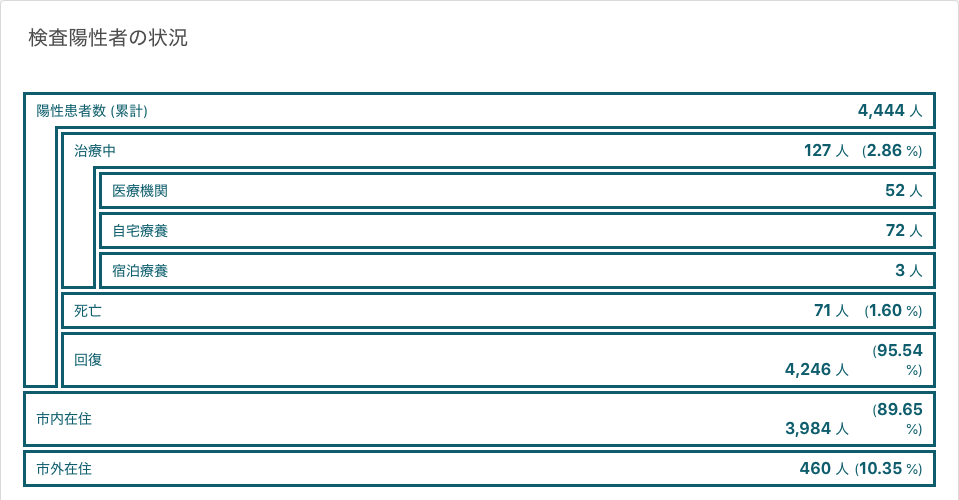 検査陽性者の状況
陽性患者数 (累計) 4,444 人
治療中 127 人 (2.86 %)
医療機関 52 人
自宅療養 72 人
宿泊療養 3 人
死亡 71 人 (1.60 %)
回復 4,246 人 (95.54 %)
市内在住 3,984 人 (89.65 %)
市外在住 460 人 (10.35 %)